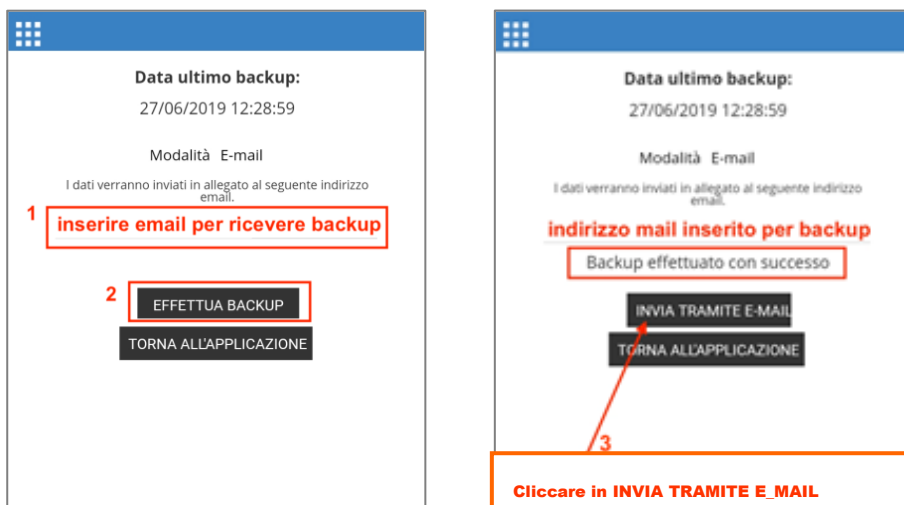 Data ultimo backup:
27/06/2019 12:28:59
Modalità E-mail
I dati verranno inviati in allegato al seguente indirizzo
email.
1
inserire email per ricevere backup
2
EFFETTUA BACKUP
TORNA ALL'APPLICAZIONE
Data ultimo backup:
27/06/2019 12:28:59
Modalità E-mail
I dati verranno inviati in allegato al seguente indirizzo
email.
indirizzo mail inserito per backup
Backup effettuato con successo
INVIA TRAMITE E-MAIL
TORNA ALL'APPLICAZIONE
3
Cliccare in INVIA TRAMITE E_MAIL